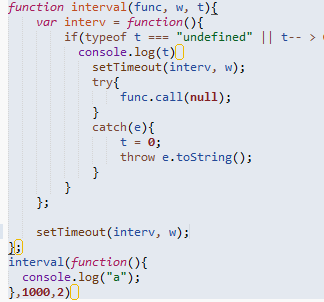 function interval(func, w, t){
var interv = function(){
if(typeof t === "undefined" || t-- >
console.log(t)
setTimeout(interv, w);
try{
func.call(null);
}
catch(e){
t = 0;
throw e.toString();
}
}
};
setTimeout(interv, w);
};
interval(function(){
console.log("a");
},1000,2)